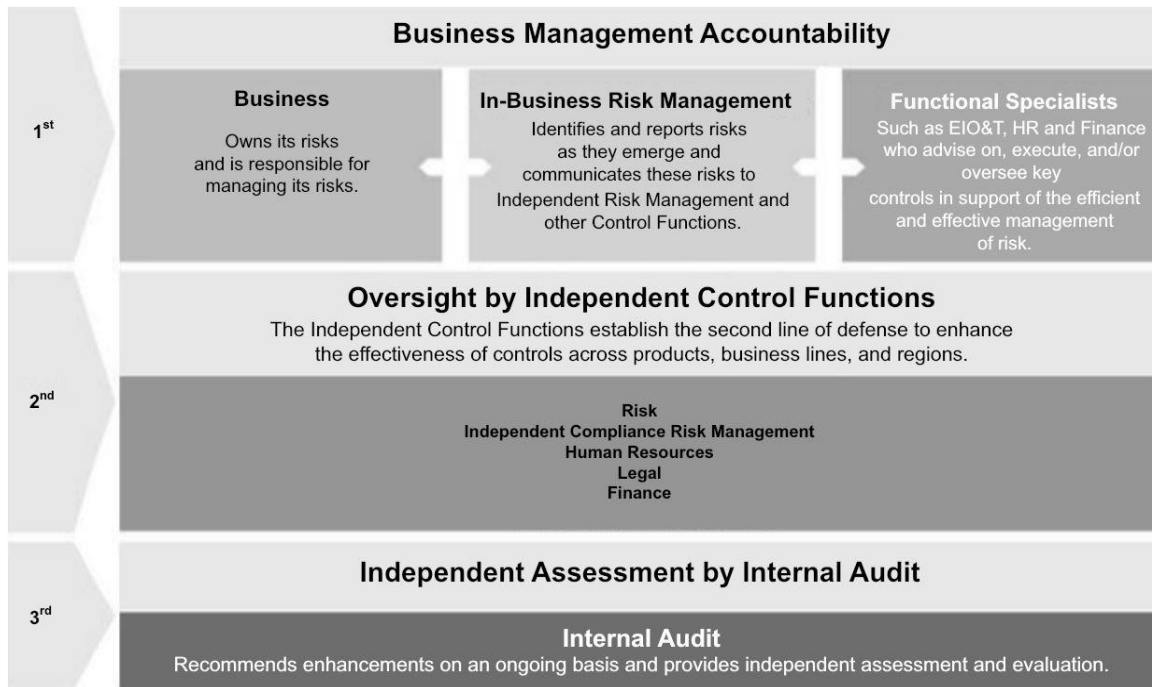 Business Management Accountability
1st
Business
Owns its risks
and is responsible for
managing its risks.
In-Business Risk Management
Identifies and reports risks
as they emerge and
communicates these risks to
Independent Risk Management and
other Control Functions.
Functional Specialists
Such as EIO&T, HR and Finance
who advise on, execute, and/or
oversee key
controls in support of the efficient
and effective management
of risk.
2nd
Oversight by Independent Control Functions
The Independent Control Functions establish the second line of defense to enhance
the effectiveness of controls across products, business lines, and regions.
Risk
Independent Compliance Risk Management
Human Resources
Legal
Finance
3rd
Independent Assessment by Internal Audit
Internal Audit
Recommends enhancements on an ongoing basis and provides independent assessment and evaluation.